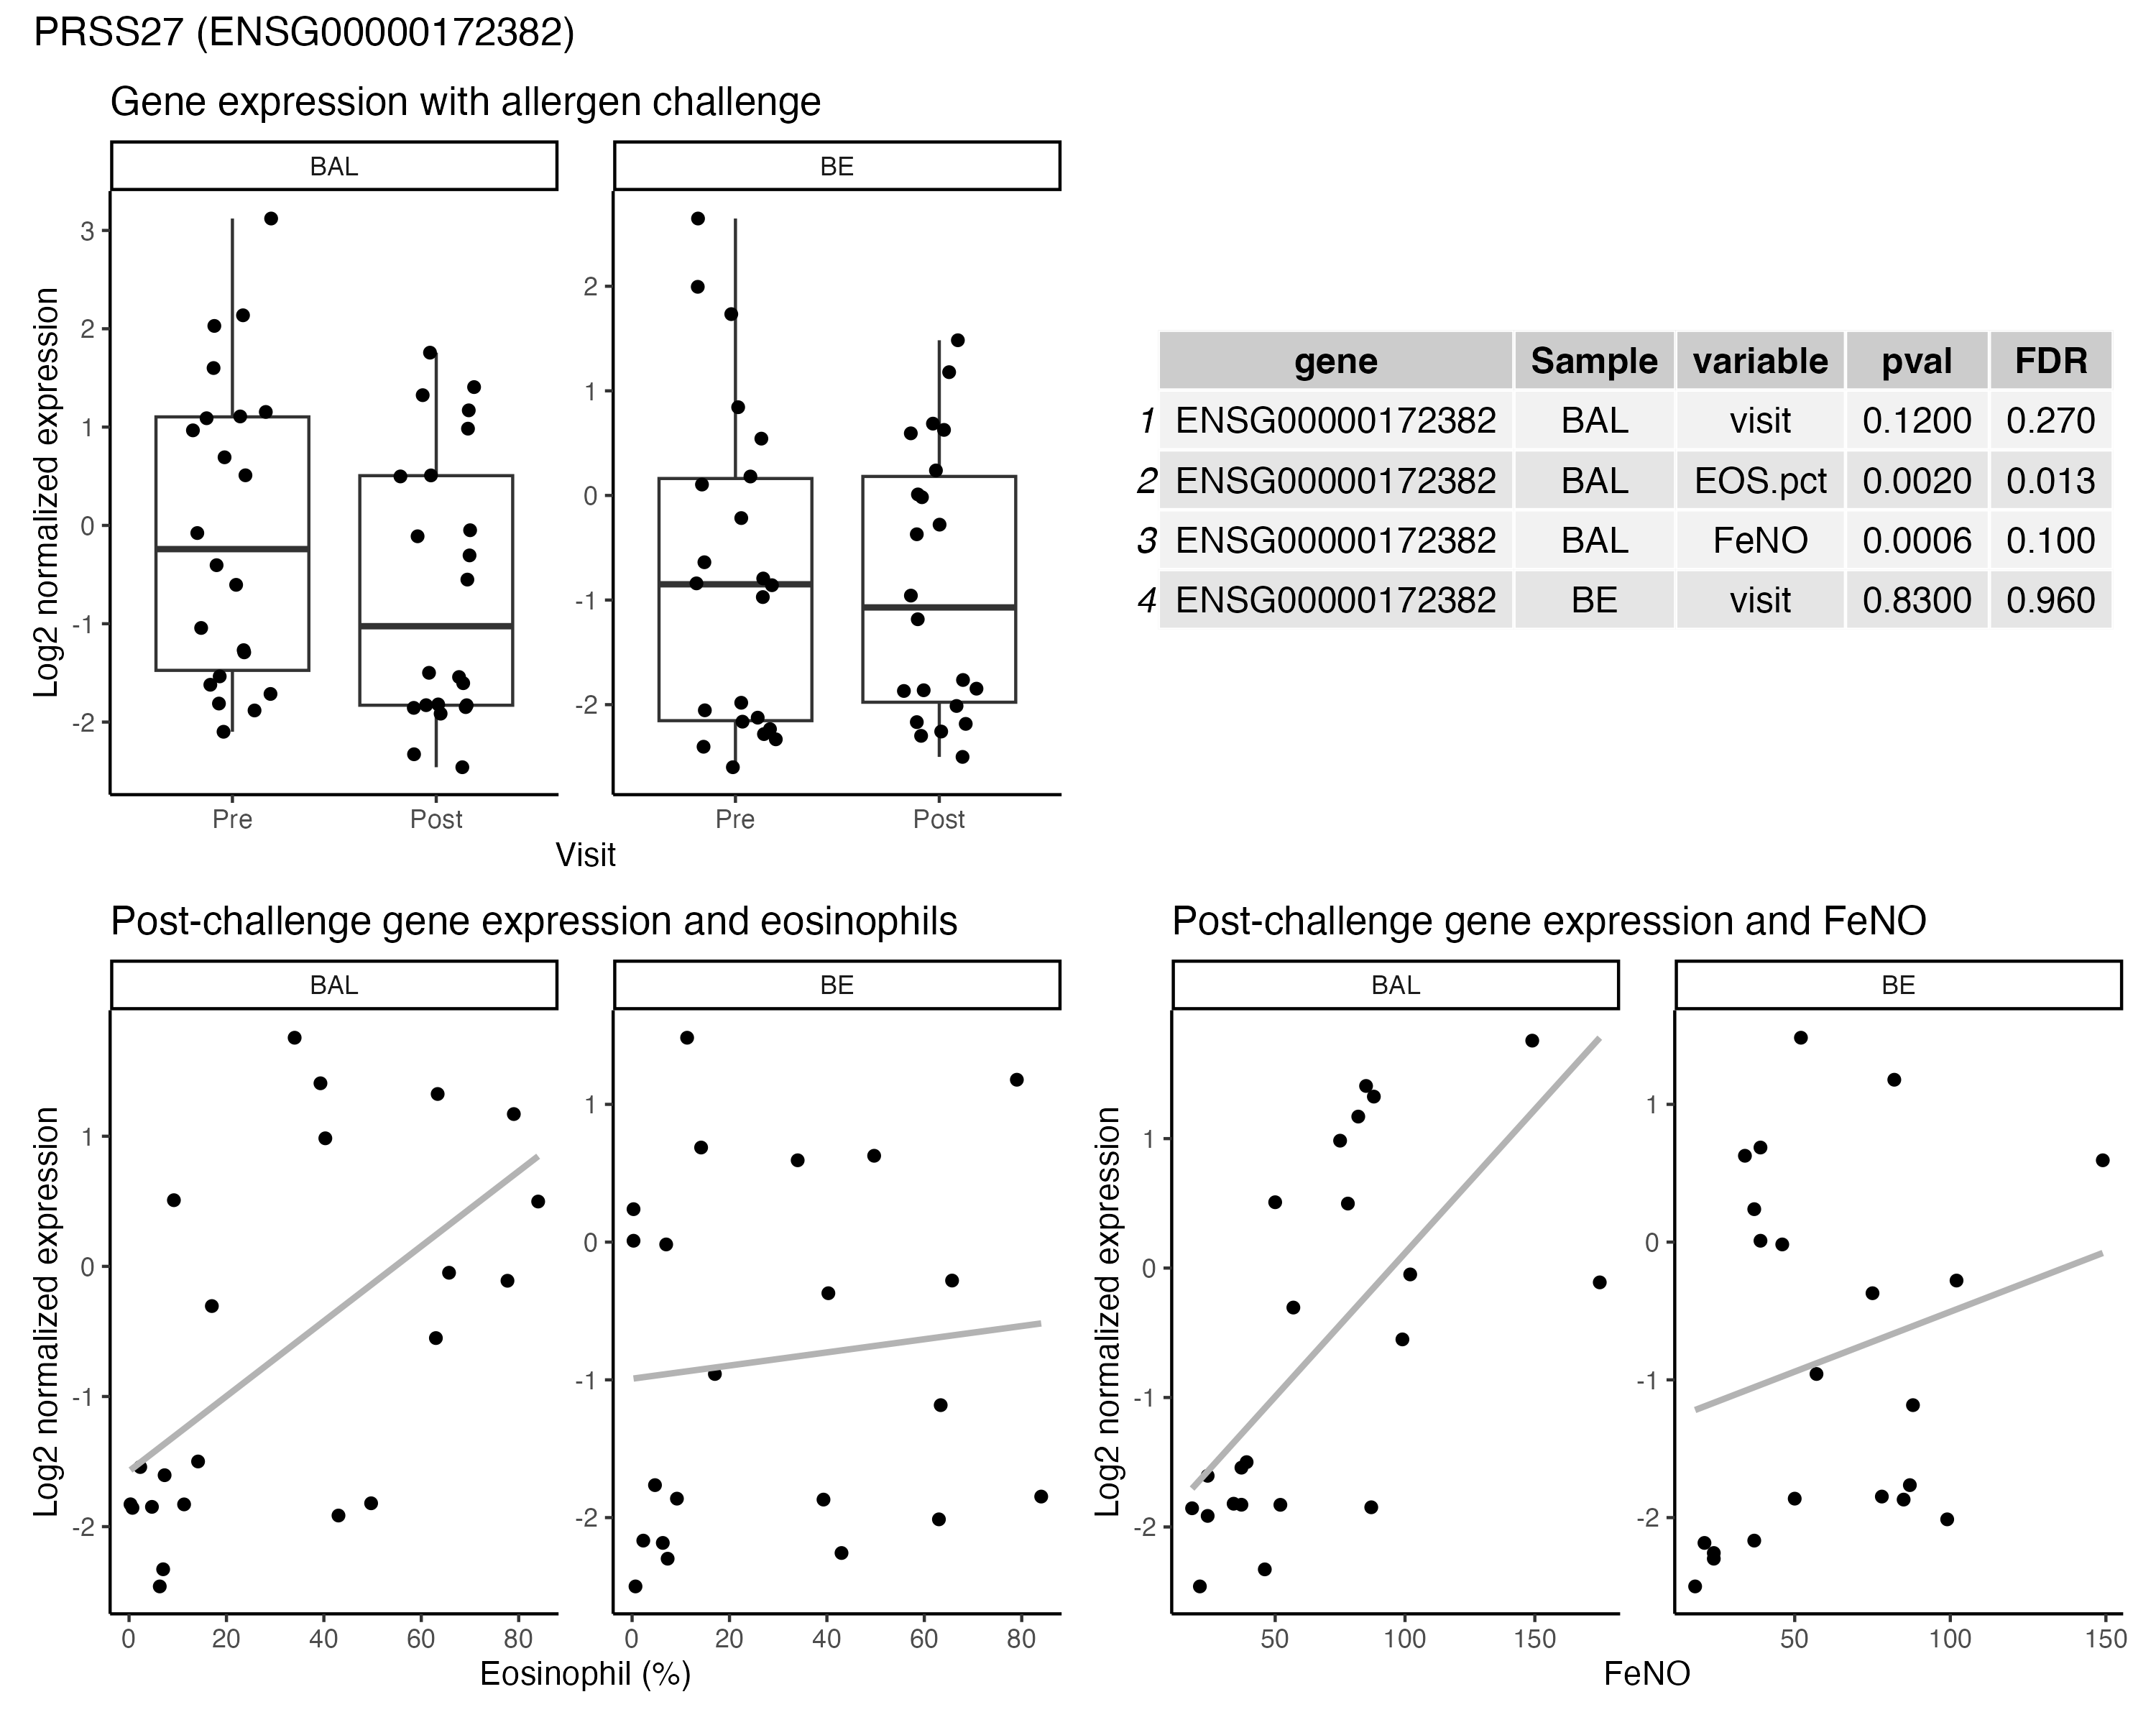 PRSS27 (ENSG00000172382)
Gene expression with allergen challenge
BAL
BE
Log2 normalized expression
3
2
1
0
-1
-2
2
1
0
-1
-2
Pre
Post
Pre
Post
Visit
gene Sample variable pval FDR
1 ENSG00000172382 BAL visit 0.1200 0.270
2 ENSG00000172382 BAL EOS.pct 0.0020 0.013
3 ENSG00000172382 BAL FeNO 0.0006 0.100
4 ENSG00000172382 BE visit 0.8300 0.960
Post-challenge gene expression and eosinophils
BAL
BE
Log2 normalized expression
1
0
-1
-2
1
0
-1
-2
0 20 40 60 80
0 20 40 60 80
Eosinophil (%)
Post-challenge gene expression and FeNO
BAL
BE
Log2 normalized expression
1
0
-1
-2
1
0
-1
-2
50 100 150
50 100 150
FeNO